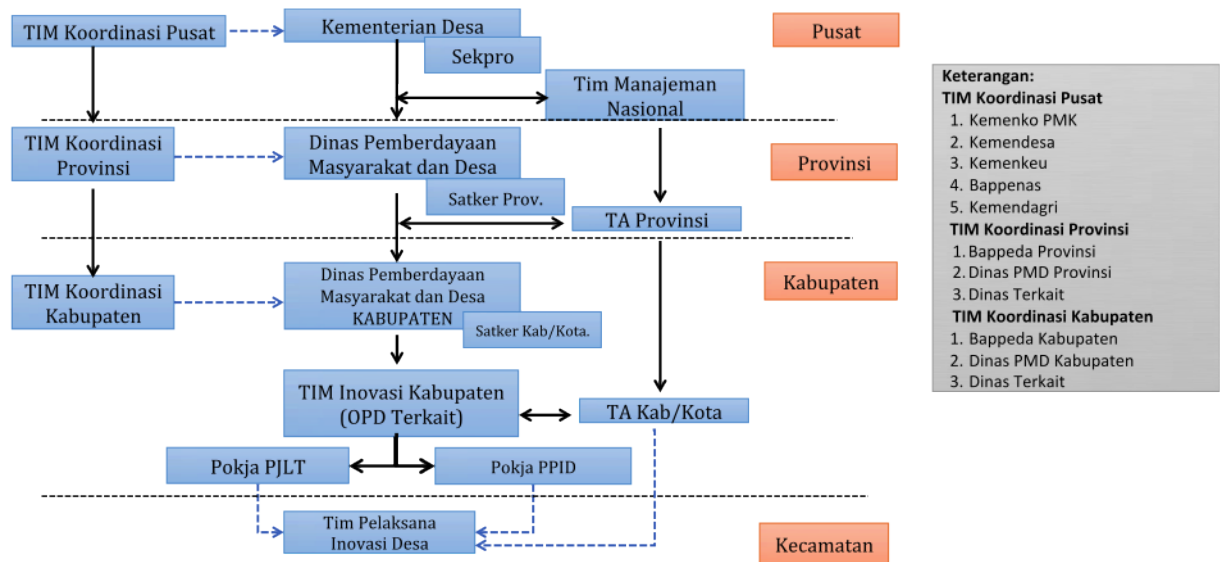 TIM Koordinasi Pusat
Kementerian Desa
Sekpro
Pusat
Tim Manajeman
Nasional
TIM Koordinasi
Provinsi
Dinas Pemberdayaan
Masyarakat dan Desa
Satker Prov.
TA Provinsi
Provinsi
TIM Koordinasi
Kabupaten
Dinas Pemberdayaan
Masyarakat dan Desa
KABUPATEN
Satker Kab/Kota.
Kabupaten
TIM Inovasi Kabupaten
(OPD Terkait)
TA Kab/Kota
Pokja PJLT
Pokja PPID
Tim Pelaksana
Inovasi Desa
Kecamatan
Keterangan:
TIM Koordinasi Pusat
1. Kemenko PMK
2. Kemendesa
3. Kemenkeu
4. Bappenas
5. Kemendagri
TIM Koordinasi Provinsi
1. Bappeda Provinsi
2. Dinas PMD Provinsi
3. Dinas Terkait
TIM Koordinasi Kabupaten
1. Bappeda Kabupaten
2. Dinas PMD Kabupaten
3. Dinas Terkait